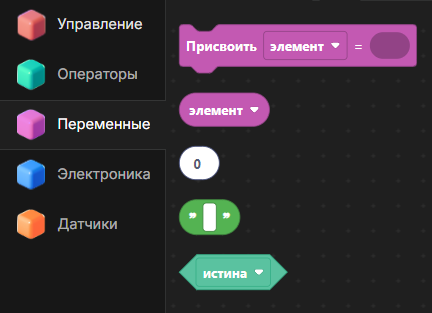 Управление
Операторы
Переменные
Электроника
Датчики
Присвоить элемент =
элемент
0
" "
истина